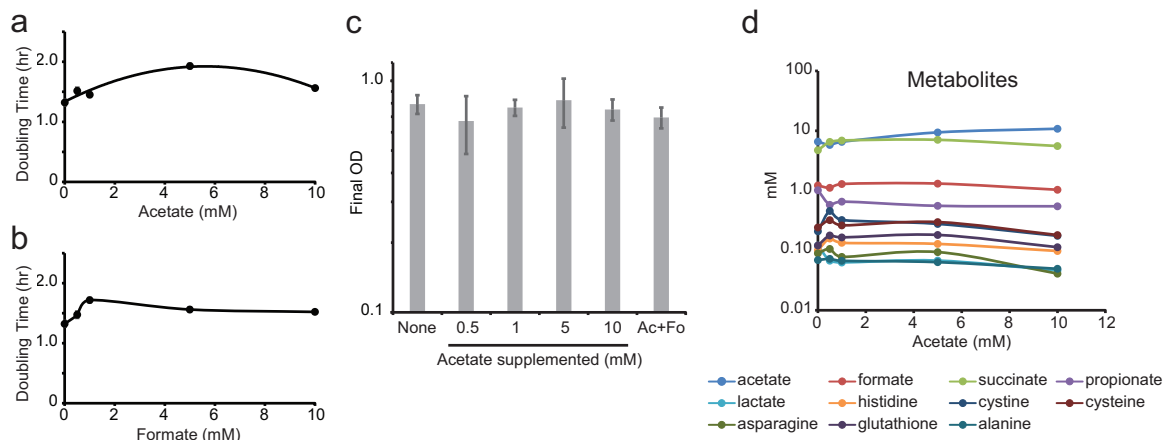 a
Doubling Time (hr)
2.0
1.0
0
0 2 4 6 8 10
Acetate (mM)
b
Doubling Time (hr)
2.0
1.0
0
0 2 4 6 8 10
Formate (mM)
c
Final OD
1.0
0.1
None 0.5 1 5 10 Ac+Fo
Acetate supplemented (mM)
d
Metabolites
mM
100
10
1.0
0.10
0.01
0 2 4 6 8 10 12
Acetate (mM)
acetate formate succinate propionate
lactate histidine cystine cysteine
asparagine glutathione alanine